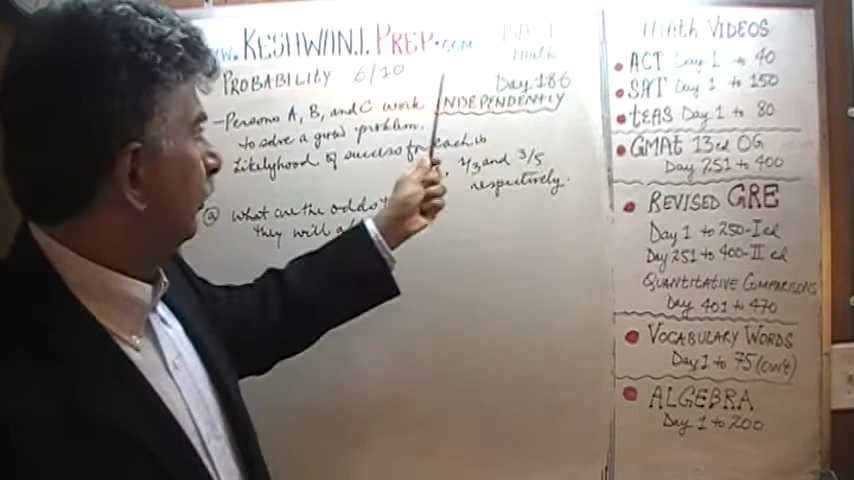 KESHWANI PREP.com
math
PROBABILITY 6/20
Day 186
- Persons A, B, and C work INDEPENDENTLY
to solve a given problem.
Likelyhood of success for each is
1/3 and 3/5
respectively.
(a) what are the odds
they will
Math VIDEOS
ACT Day 1 to 40
SAT Day 1 to 150
tEAS Day 1 to 80
GMAt 13ed OG
Day 251 to 400
REVISED GRE
Day 1 to 250-I ed
Day 251 to 400-II ed
QUANTITATIVE COMPARISONS
Day 401 to 470
VOCABULARY WORDS
Day 1 to 75 (con't)
ALGEBRA
Day 1 to 200